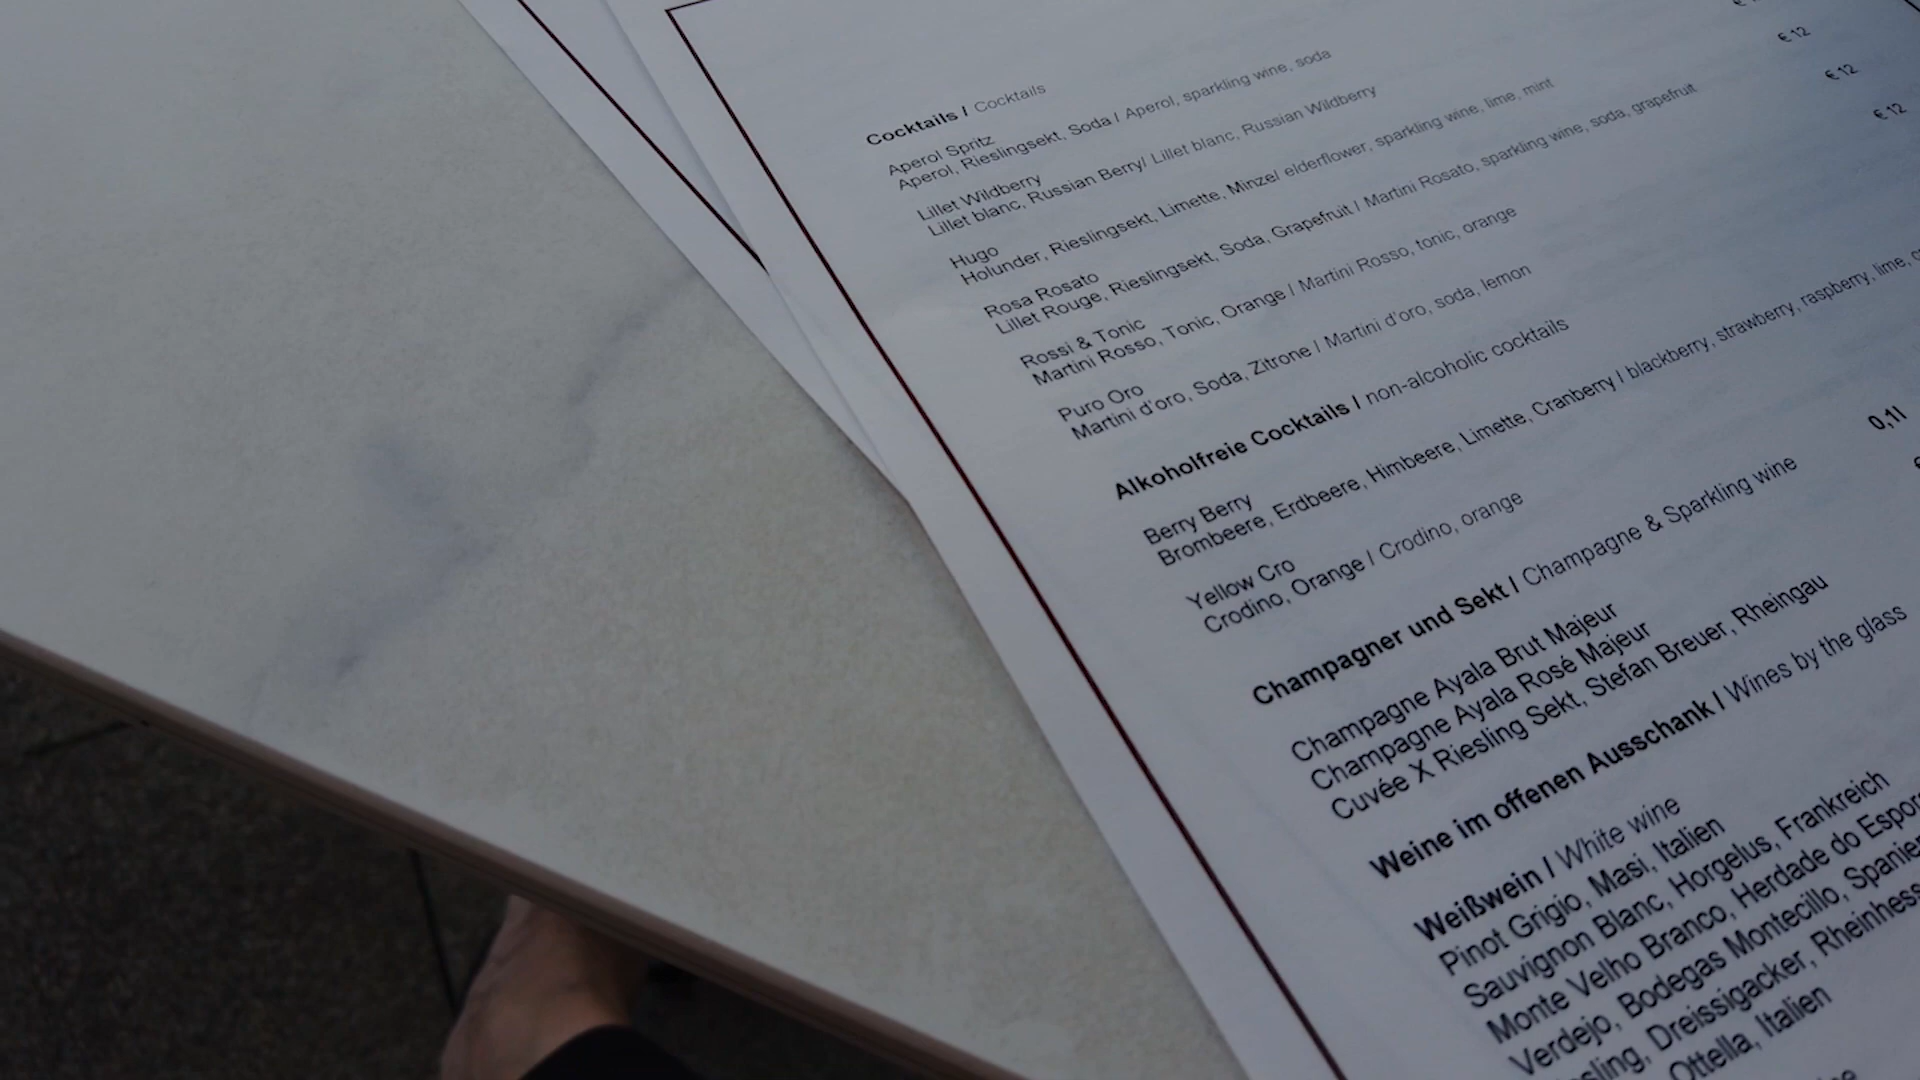 Cocktails / Cocktails
Aperol Spritz
Aperol, Rieslingsekt, Soda / Aperol, sparkling wine, soda
€ 12
Lillet Wildberry
Lillet blanc, Russian Berry/ Lillet blanc, Russian Wildberry
€ 12
Hugo
Holunder, Rieslingsekt, Limette, Minze/ elderflower, sparkling wine, lime, mint
€ 12
Rosa Rosato
Lillet Rouge, Rieslingsekt, Soda, Grapefruit / Martini Rosato, sparkling wine, soda, grapefruit
Rossi & Tonic
Martini Rosso, Tonic, Orange / Martini Rosso, tonic, orange
Puro Oro
Martini d'oro, Soda, Zitrone / Martini d'oro, soda, lemon
Alkoholfreie Cocktails / non-alcoholic cocktails
Berry Berry
Brombeere, Erdbeere, Himbeere, Limette, Cranberry / blackberry, strawberry, raspberry, lime,
Yellow Cro
Crodino, Orange / Crodino, orange
Champagner und Sekt / Champagne & Sparkling wine
0,1l
Champagne Ayala Brut Majeur
Champagne Ayala Rosé Majeur
Cuvée X Riesling Sekt, Stefan Breuer, Rheingau
Weine im offenen Ausschank / Wines by the glass
Weißwein / White wine
Pinot Grigio, Masi, Italien
Sauvignon Blanc, Horgelus, Frankreich
Monte Velho Branco, Herdade do
Verdejo, Bodegas Montecillo,
Dreissigacker,
Ottella, Italien